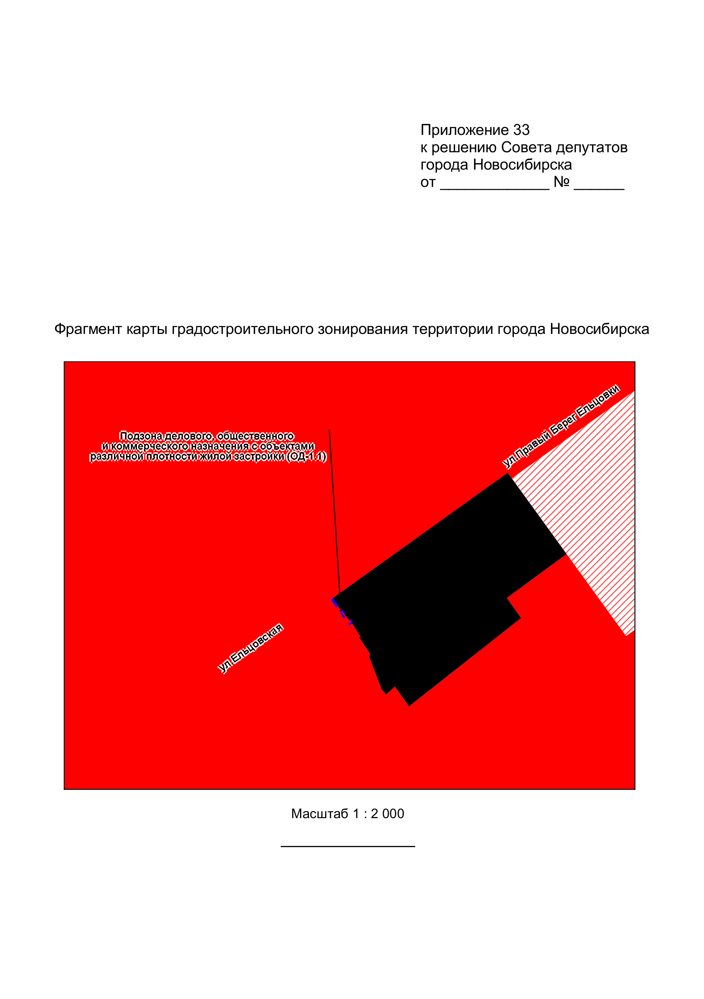 Приложение 33
к решению Совета депутатов
города Новосибирска
от _____________ № ______
Фрагмент карты градостроительного зонирования территории города Новосибирска
ул.Правый Берег Ельцовки
Подзона делового, общественного
и коммерческого назначения с объектами
различной плотности жилой застройки (ОД-1.1)
ул.Ельцовская
Масштаб 1 : 2 000